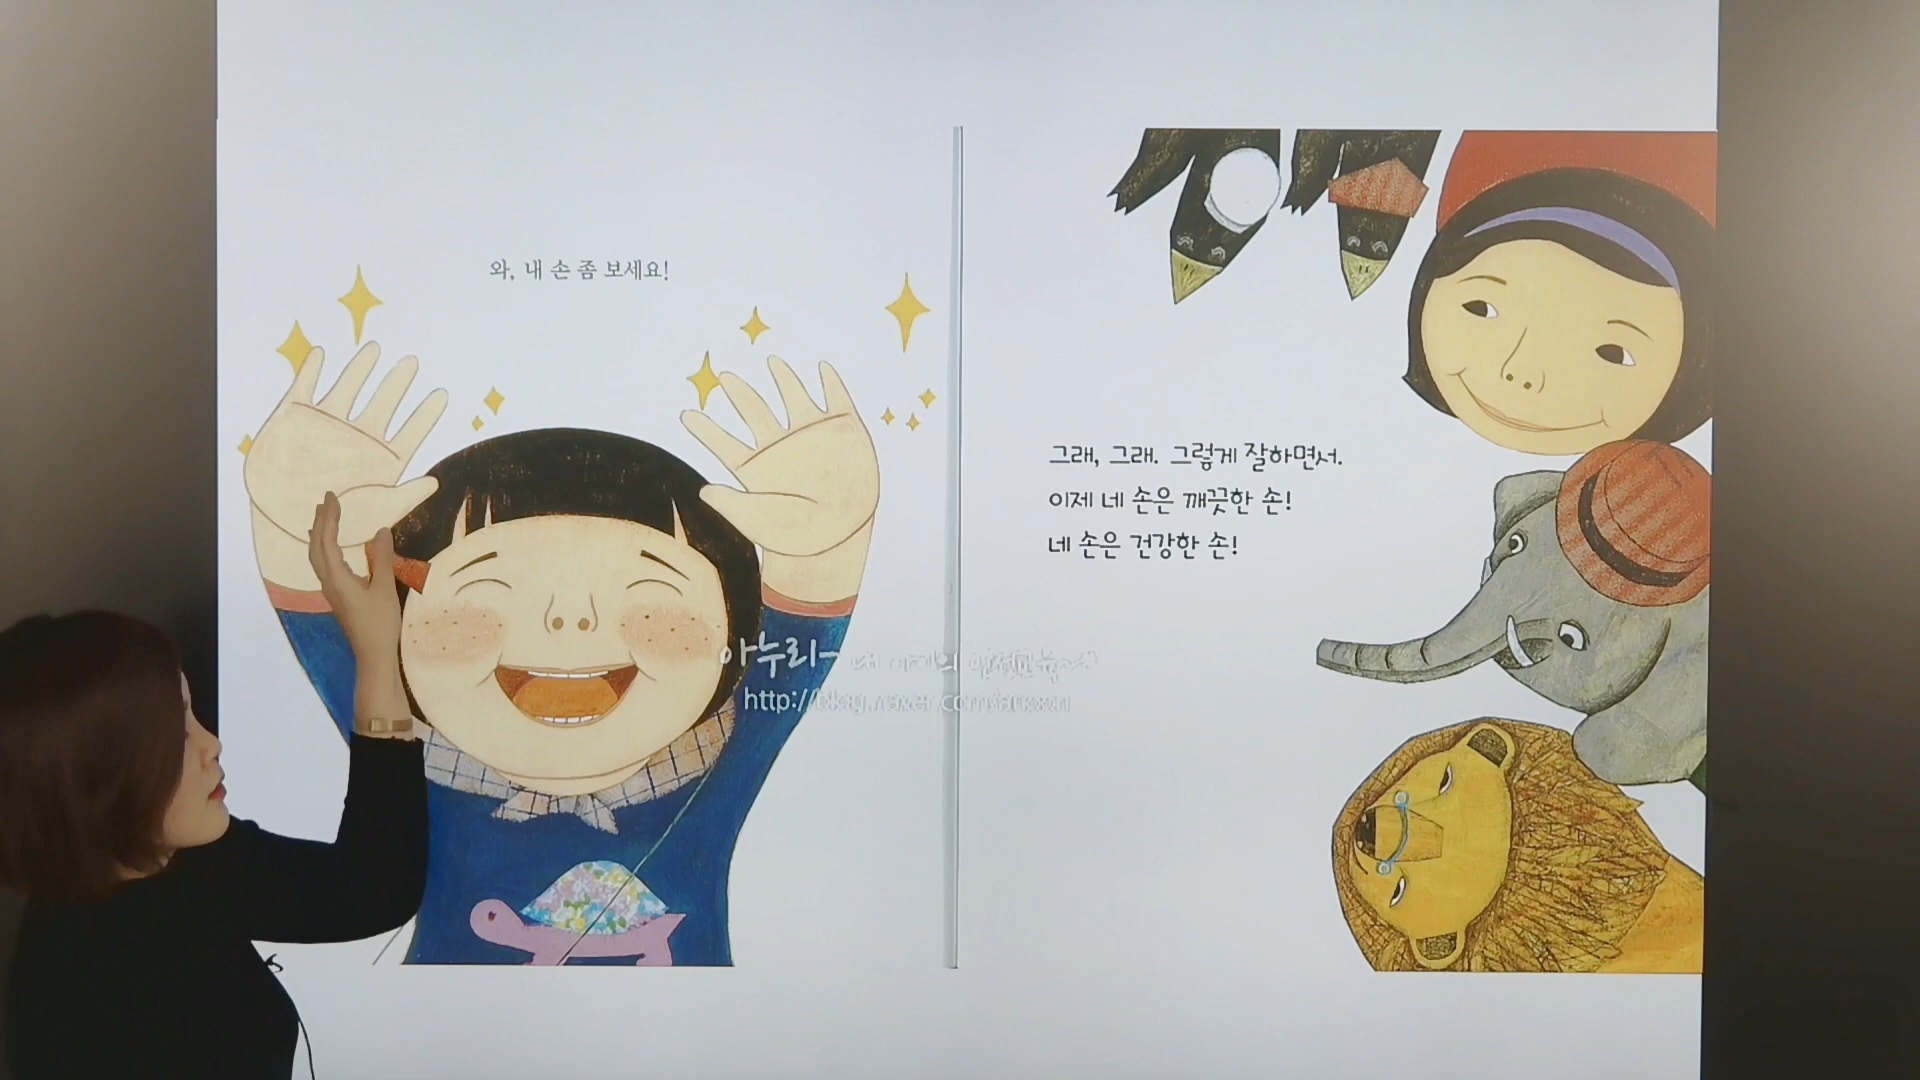 와, 내 손 좀 보세요!
그래, 그래. 그렇게 잘하면서.
이제 네 손은 깨끗한 손!
네 손은 건강한 손!
아누리~